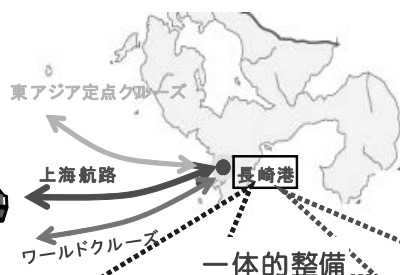 東アジア定点クルーズ
上海航路
長崎港
ワールドクルーズ
一体的整備